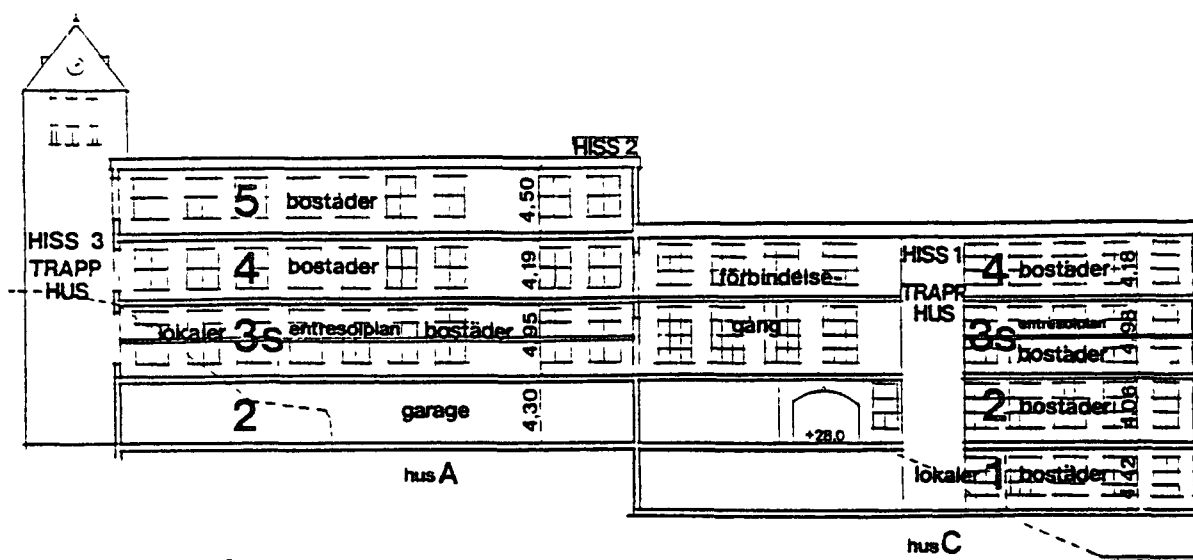 HISS 2
5 bostäder 4,50
HISS 3
TRAPP
HUS
4 bostader 4,19
förbindelse-
HISS 1
TRAPP
HUS
4 bostäder 4,18
lokaler 3s entresolplan bostäder 4,95
gång
3s entresolplan 4,98
bostäder
2 garage 4,30
+28.0
2 bostäder 4,06
hus A
lokaler 1 bostäder 4,42
hus C